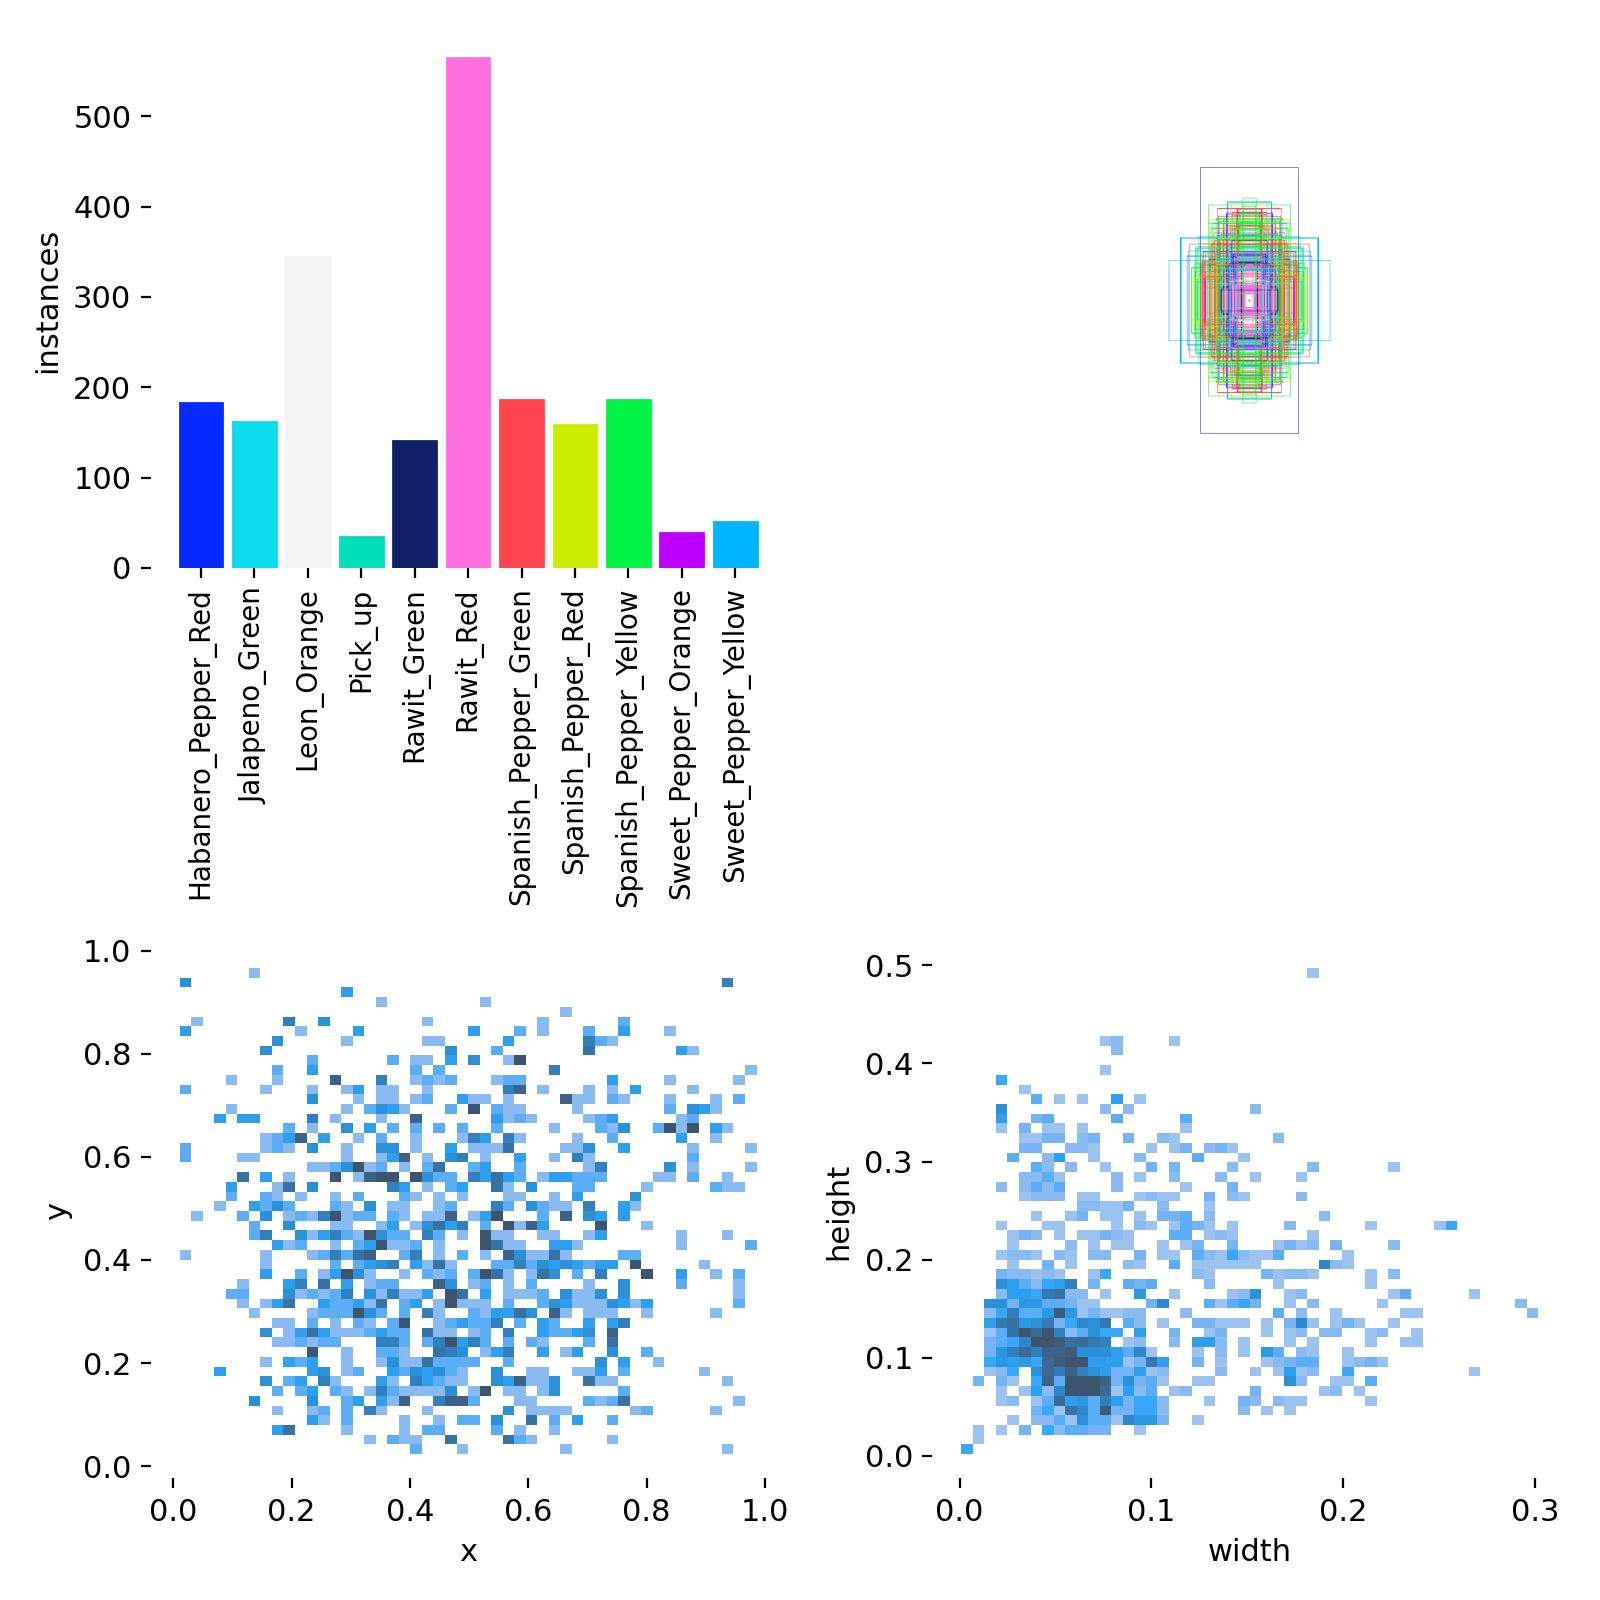 instances
500
400
300
200
100
0
Habanero_Pepper_Red
Jalapeno_Green
Leon_Orange
Pick_up
Rawit_Green
Rawit_Red
Spanish_Pepper_Green
Spanish_Pepper_Red
Spanish_Pepper_Yellow
Sweet_Pepper_Orange
Sweet_Pepper_Yellow
y
1.0
0.8
0.6
0.4
0.2
0.0
0.0 0.2 0.4 0.6 0.8 1.0
x
height
0.5
0.4
0.3
0.2
0.1
0.0
0.0 0.1 0.2 0.3
width